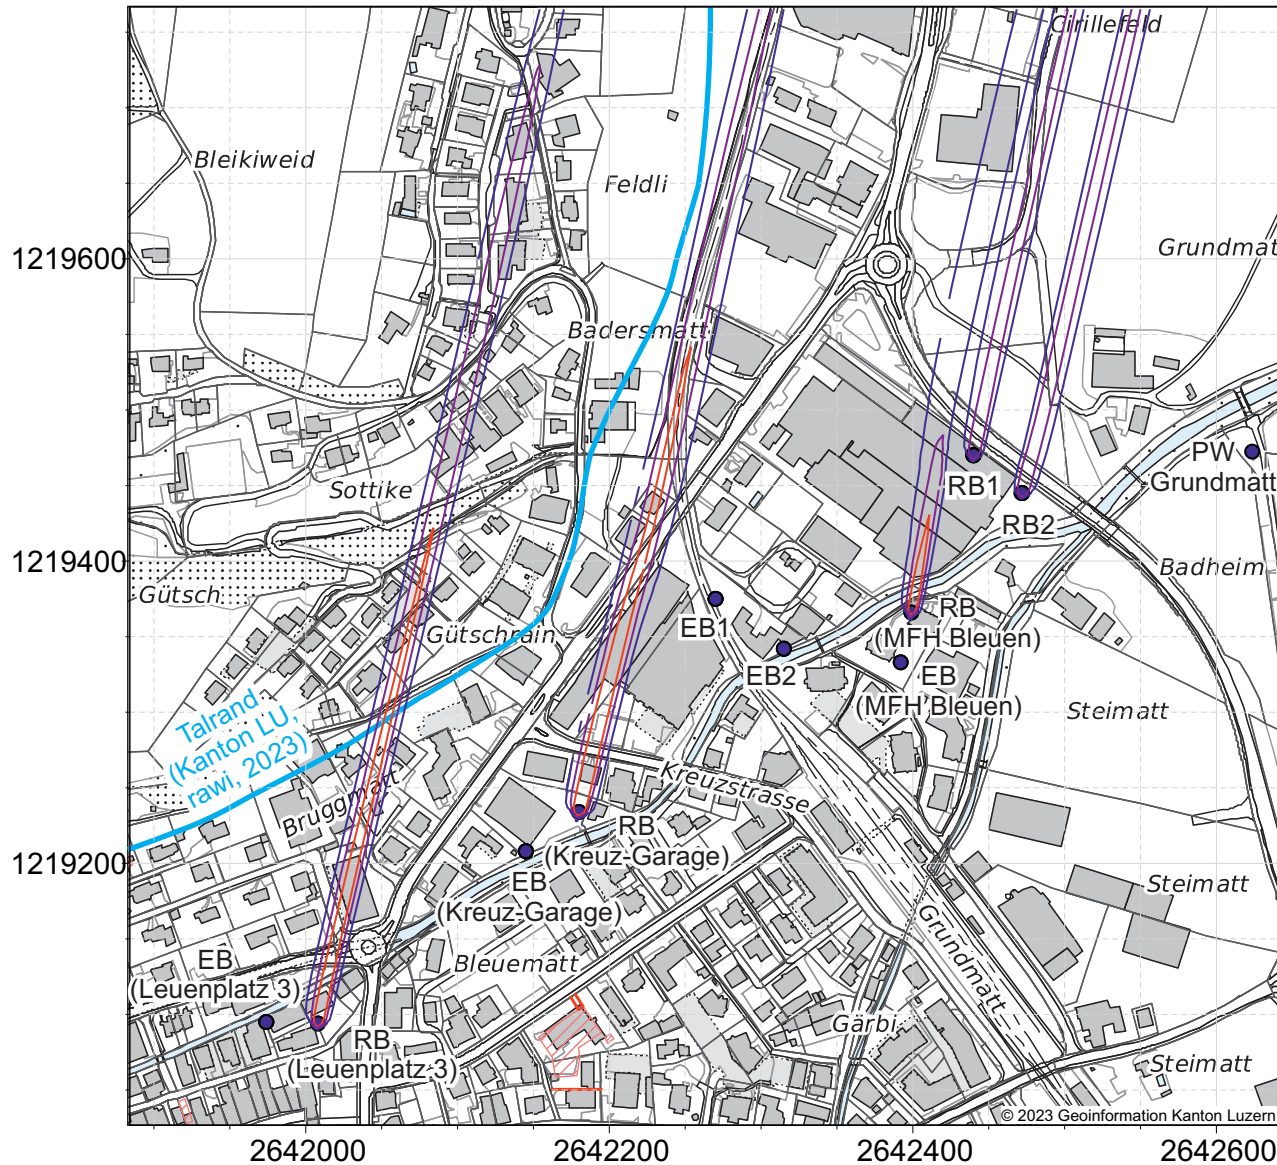 Cirillefeld
Bleikiweid
Feldli
Grundmatt
1219600
Badersmatt
Sottike
RB1
PW
Grundmatt
RB2
1219400
Gütsch
Badheim
Gütschrain
EB1
RB
(MFH Bleuen)
EB2
EB
(MFH Bleuen)
Talrand
(Kanton LU,
rawi, 2023)
Steimatt
Bruggmatt
Kreuzstrasse
RB
(Kreuz-Garage)
1219200
EB
(Kreuz-Garage)
Steimatt
Grundmatt
EB
(Leuenplatz 3)
Bleuematt
RB
(Leuenplatz 3)
Gärbi
Steimatt
© 2023 Geoinformation Kanton Luzern
2642000
2642200
2642400
2642600